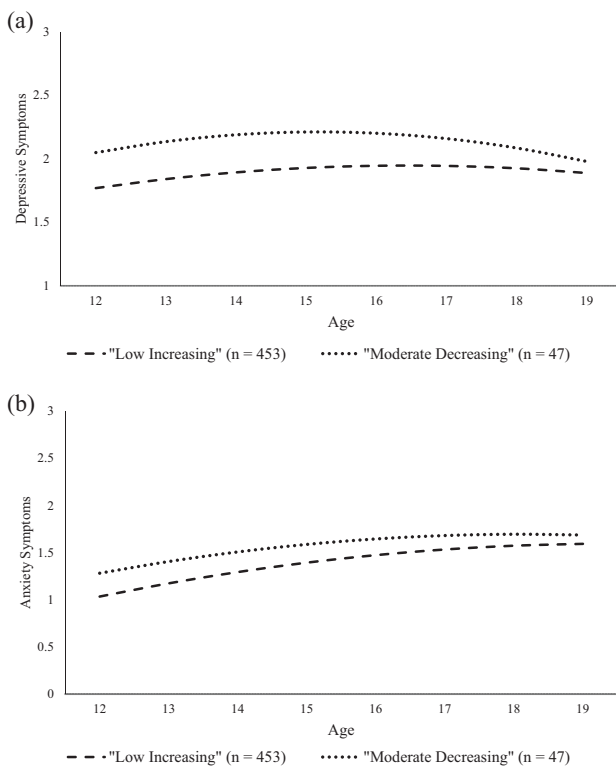 (a)
3
2.5
2
1.5
1
Depressive Symptoms
12 13 14 15 16 17 18 19
Age
"Low Increasing" (n = 453) "Moderate Decreasing" (n = 47)
(b)
3
2.5
2
1.5
1
0.5
0
Anxiety Symptoms
12 13 14 15 16 17 18 19
Age
"Low Increasing" (n = 453) "Moderate Decreasing" (n = 47)